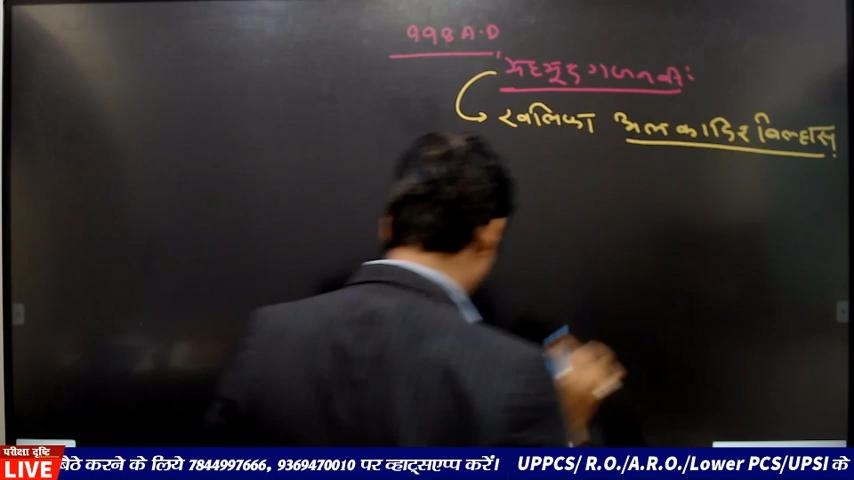 998 A.D
महमूद गजनवी:
खलिफा अल कादिर बिल्लाह
परीक्षा दृष्टि
LIVE
बैठे करने के लिये 7844997666, 9369470010 पर व्हाट्सएप्प करें। UPPCS/ R.O./A.R.O./Lower PCS/UPSI के